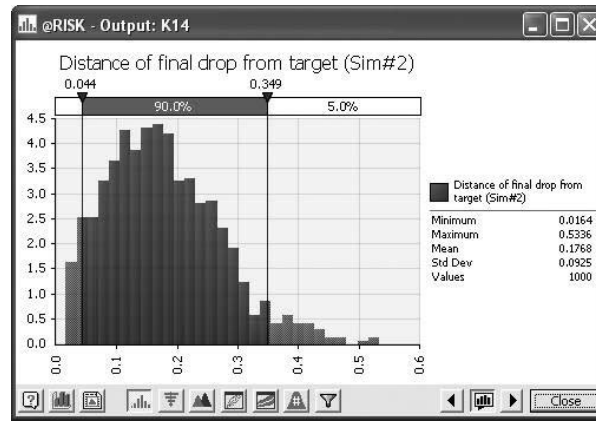 @RISK - Output: K14
Distance of final drop from target (Sim#2)
0.044 0.349
90.0% 5.0%
4.5
4.0
3.5
3.0
2.5
2.0
1.5
1.0
0.5
0.0
0.0 0.1 0.2 0.3 0.4 0.5 0.6
Distance of final drop from
target (Sim#2)
Minimum 0.0164
Maximum 0.5336
Mean 0.1768
Std Dev 0.0925
Values 1000
Close